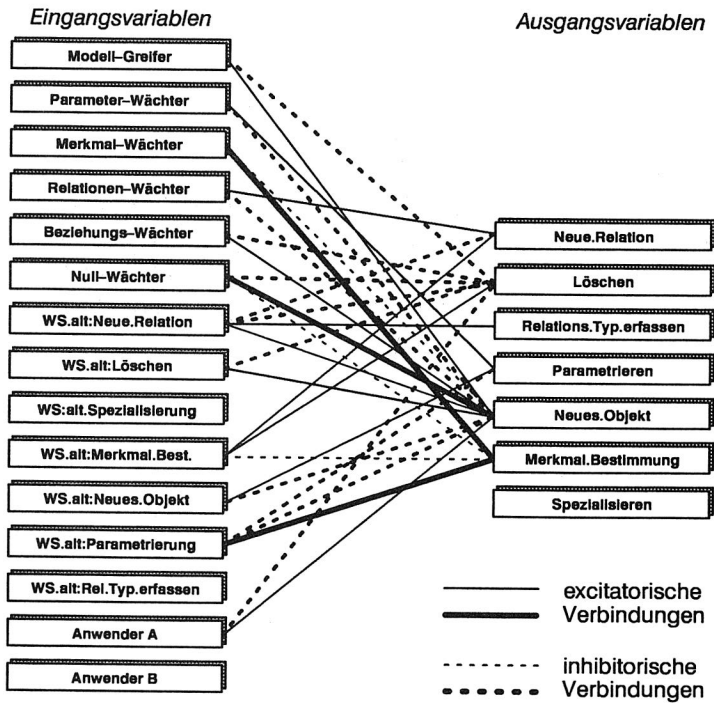 Eingangsvariablen
Ausgangsvariablen
Modell–Greifer
Parameter–Wächter
Merkmal–Wächter
Relationen–Wächter
Beziehungs–Wächter
Null–Wächter
WS.alt:Neue.Relation
WS.alt:Löschen
WS:alt.Spezialisierung
WS.alt:Merkmal.Best.
WS.alt:Neues.Objekt
WS.alt:Parametrierung
WS.alt:Rel.Typ.erfassen
Anwender A
Anwender B
Neue.Relation
Löschen
Relations.Typ.erfassen
Parametrieren
Neues.Objekt
Merkmal.Bestimmung
Spezialisieren
excitatorische
Verbindungen
inhibitorische
Verbindungen